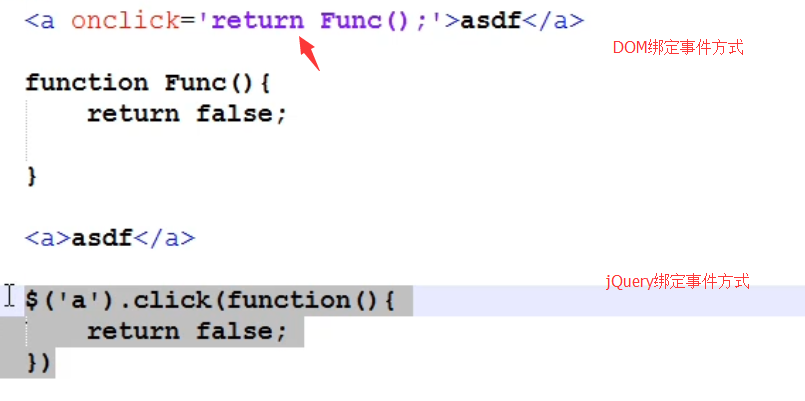 <a onclick='return Func();'>asdf</a>
DOM绑定事件方式
function Func(){
    return false;
}
<a>asdf</a>
jQuery绑定事件方式
$('a').click(function(){
    return false;
})